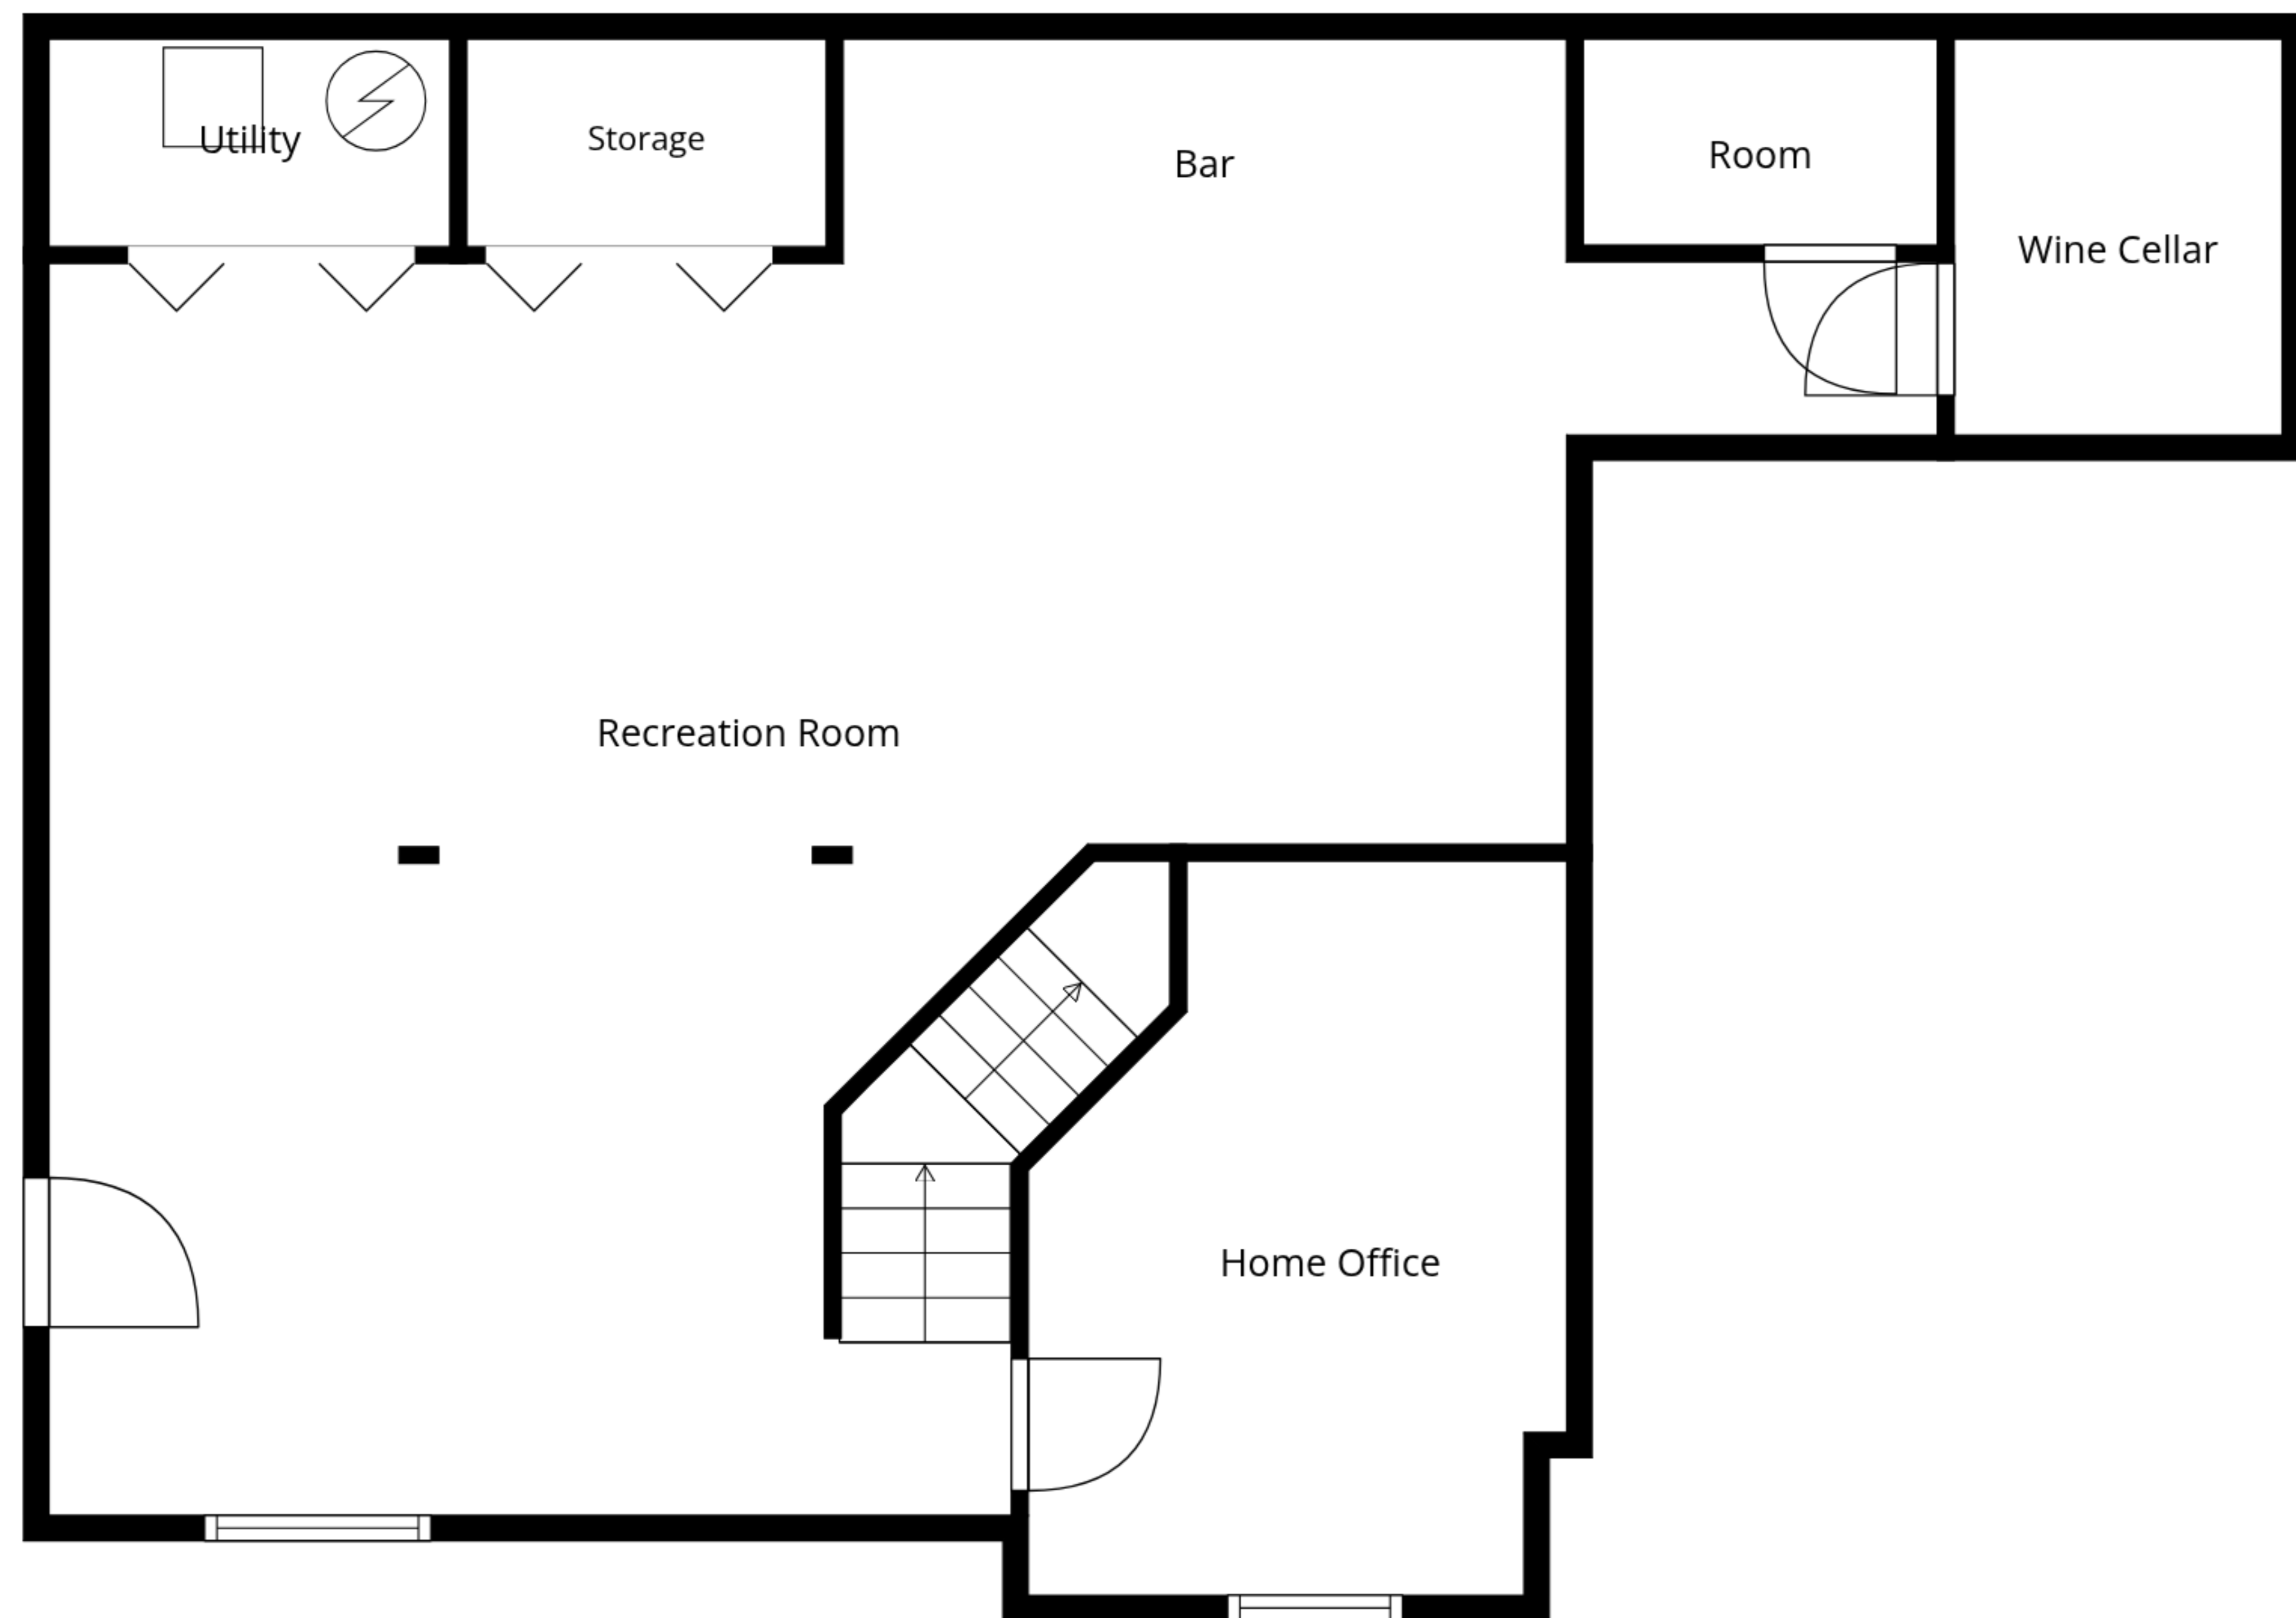 Utility
Storage
Bar
Room
Wine Cellar
Recreation Room
Home Office